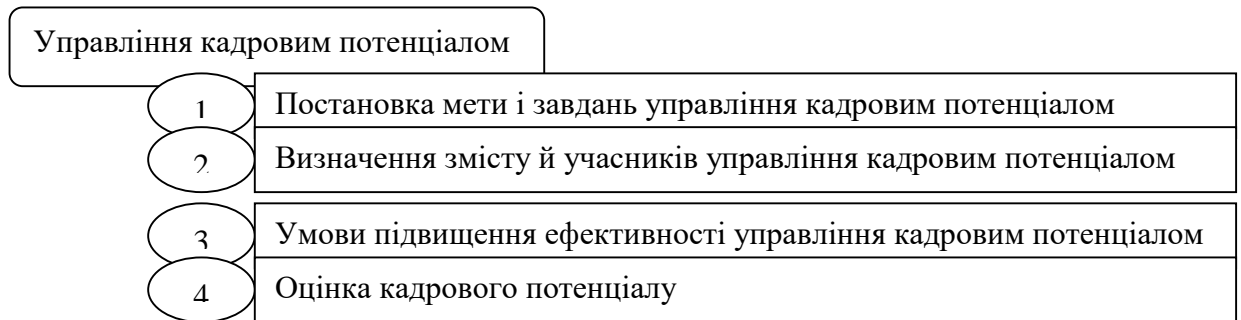 Управління кадровим потенціалом
1 Постановка мети і завдань управління кадровим потенціалом
2 Визначення змісту й учасників управління кадровим потенціалом
3 Умови підвищення ефективності управління кадровим потенціалом
4 Оцінка кадрового потенціалу